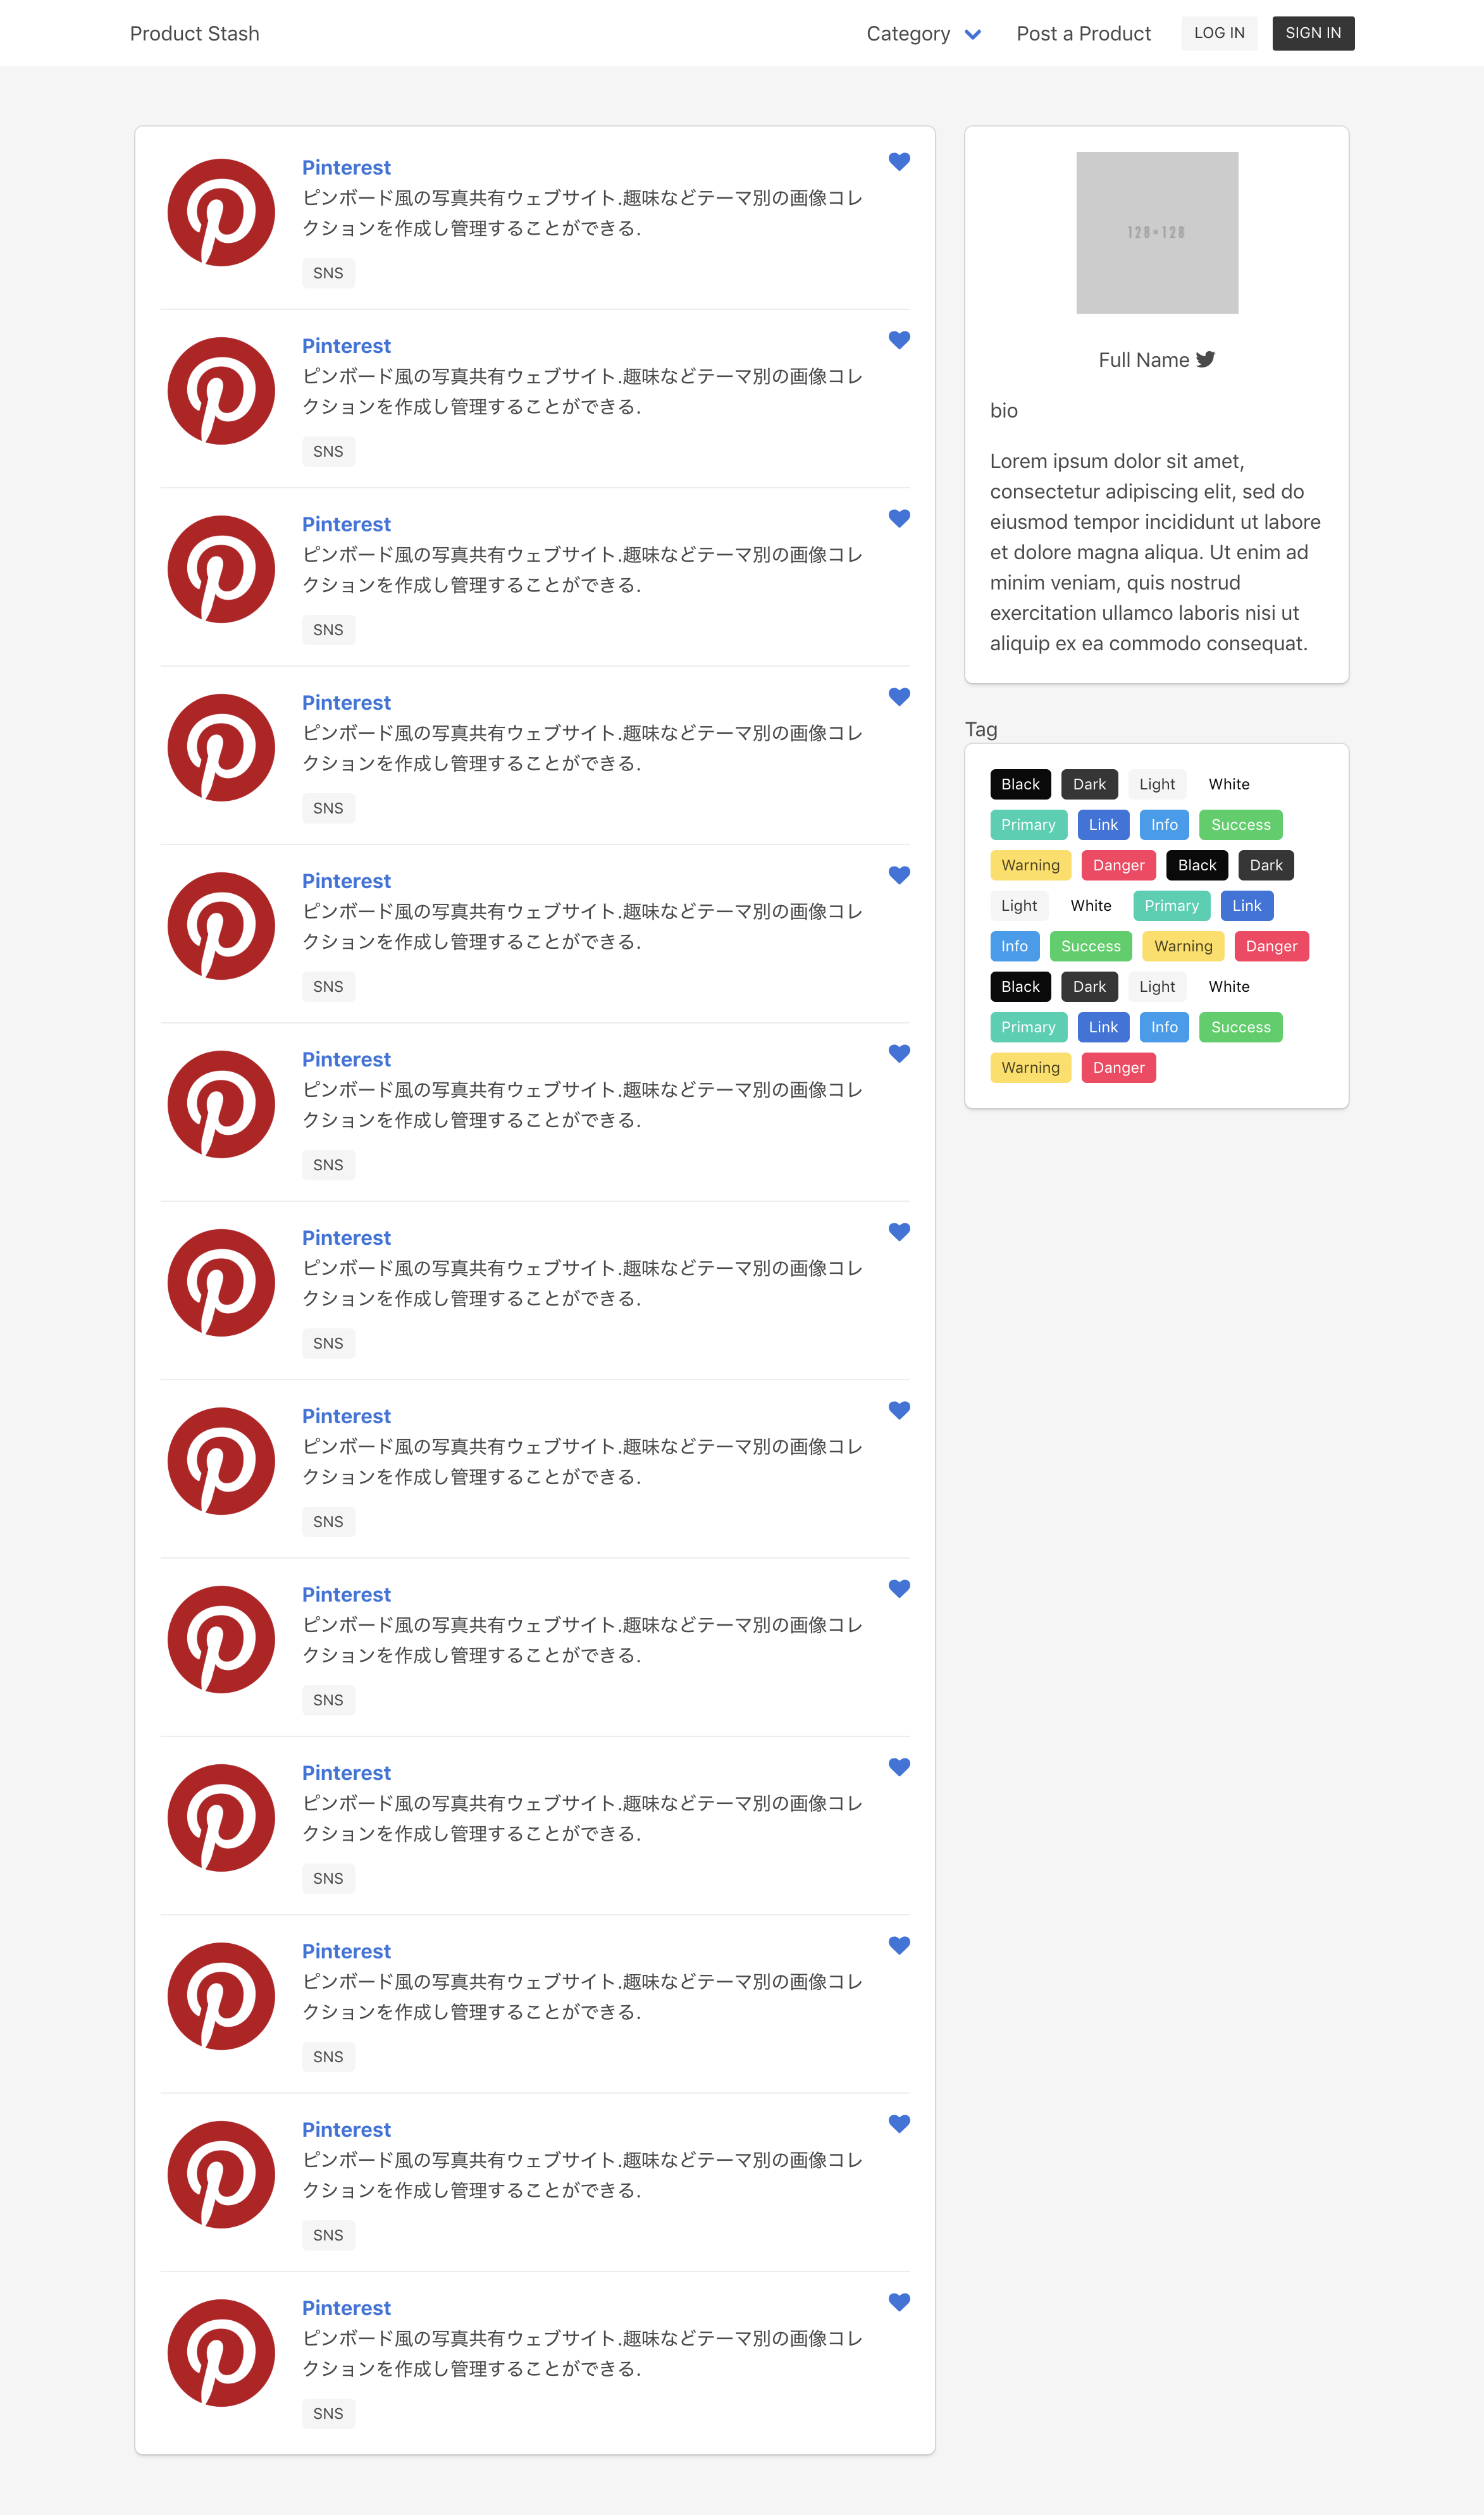 Product Stash
Category
Post a Product
LOG IN
SIGN IN
Pinterest
ピンボード風の写真共有ウェブサイト.趣味などテーマ別の画像コレ
クションを作成し管理することができる.
SNS
Pinterest
ピンボード風の写真共有ウェブサイト.趣味などテーマ別の画像コレ
クションを作成し管理することができる.
SNS
Pinterest
ピンボード風の写真共有ウェブサイト.趣味などテーマ別の画像コレ
クションを作成し管理することができる.
SNS
Pinterest
ピンボード風の写真共有ウェブサイト.趣味などテーマ別の画像コレ
クションを作成し管理することができる.
SNS
Pinterest
ピンボード風の写真共有ウェブサイト.趣味などテーマ別の画像コレ
クションを作成し管理することができる.
SNS
Pinterest
ピンボード風の写真共有ウェブサイト.趣味などテーマ別の画像コレ
クションを作成し管理することができる.
SNS
Pinterest
ピンボード風の写真共有ウェブサイト.趣味などテーマ別の画像コレ
クションを作成し管理することができる.
SNS
Pinterest
ピンボード風の写真共有ウェブサイト.趣味などテーマ別の画像コレ
クションを作成し管理することができる.
SNS
Pinterest
ピンボード風の写真共有ウェブサイト.趣味などテーマ別の画像コレ
クションを作成し管理することができる.
SNS
Pinterest
ピンボード風の写真共有ウェブサイト.趣味などテーマ別の画像コレ
クションを作成し管理することができる.
SNS
Pinterest
ピンボード風の写真共有ウェブサイト.趣味などテーマ別の画像コレ
クションを作成し管理することができる.
SNS
Pinterest
ピンボード風の写真共有ウェブサイト.趣味などテーマ別の画像コレ
クションを作成し管理することができる.
SNS
Pinterest
ピンボード風の写真共有ウェブサイト.趣味などテーマ別の画像コレ
クションを作成し管理することができる.
SNS
128×128
Full Name
bio
Lorem ipsum dolor sit amet,
consectetur adipiscing elit, sed do
eiusmod tempor incididunt ut labore
et dolore magna aliqua. Ut enim ad
minim veniam, quis nostrud
exercitation ullamco laboris nisi ut
aliquip ex ea commodo consequat.
Tag
Black Dark Light White
Primary Link Info Success
Warning Danger Black Dark
Light White Primary Link
Info Success Warning Danger
Black Dark Light White
Primary Link Info Success
Warning Danger